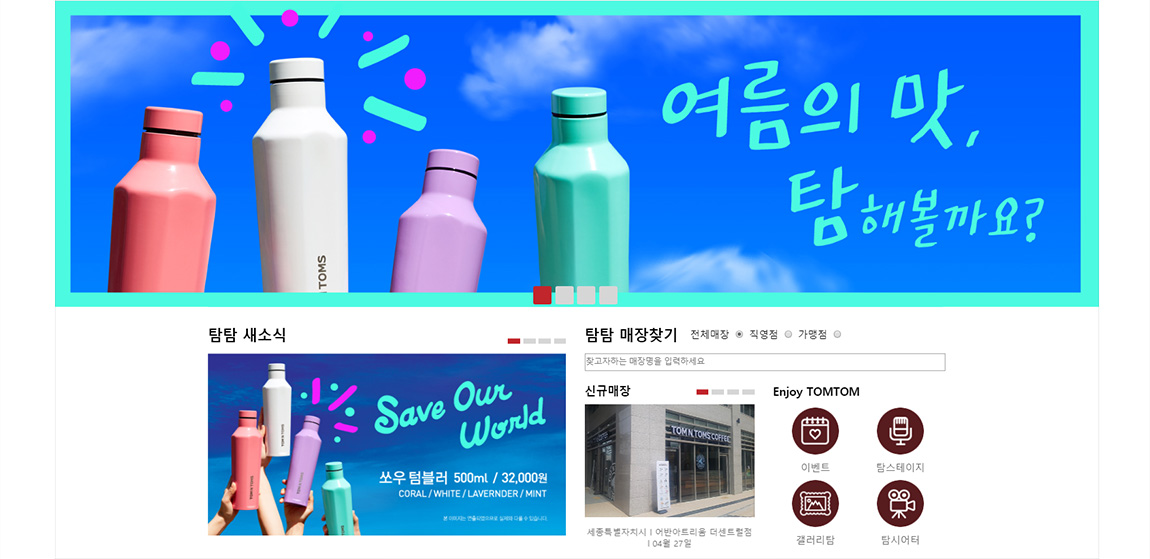 여름의 맛,
탐해볼까요?
TOMS
탐탐 새소식
Save Our
World
쏘우 텀블러 500ml / 32,000원
CORAL / WHITE / LAVERNDER / MINT
본 이미지는 연출컷이므로 실제와 다를 수 있습니다.
탐탐 매장찾기 전체매장 직영점 가맹점
찾고자하는 매장명을 입력하세요
신규매장
TOM N TOMS COFFEE
세종특별자치시 | 어반아트리움 더센트럴점
| 04월 27일
Enjoy TOMTOM
이벤트 탐스테이지
갤러리탐 탐시어터